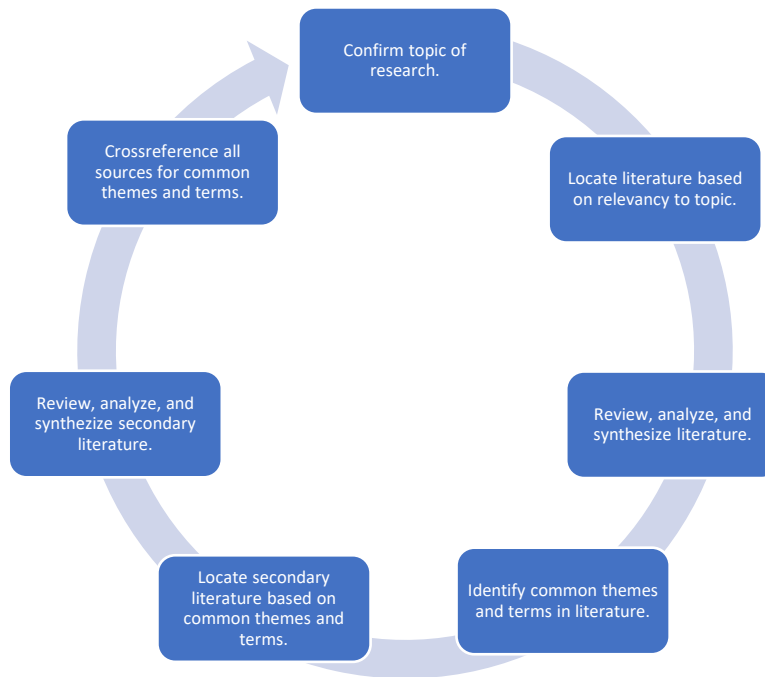 Confirm topic of
research.
Locate literature based
on relevancy to topic.
Review, analyze, and
synthesize literature.
Identify common themes
and terms in literature.
Locate secondary
literature based on
common themes and
terms.
Review, analyze, and
synthezize secondary
literature.
Crossreference all
sources for common
themes and terms.